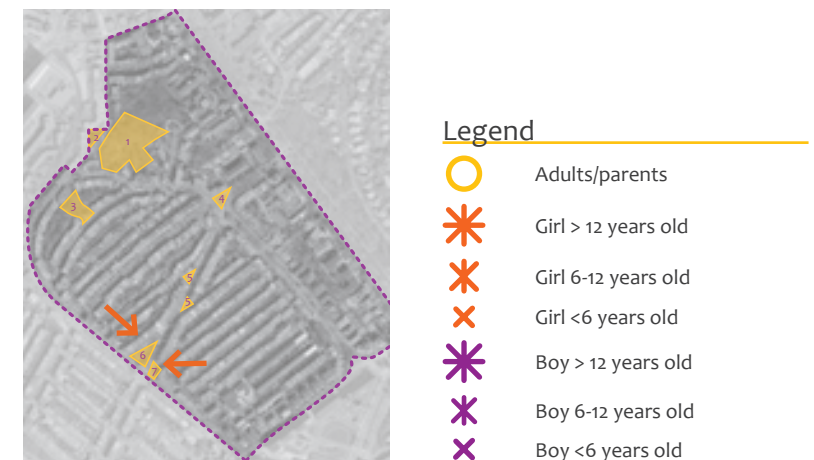 1
2
3
4
5
5
6
7
Legend
Adults/parents
Girl > 12 years old
Girl 6-12 years old
Girl <6 years old
Boy > 12 years old
Boy 6-12 years old
Boy <6 years old